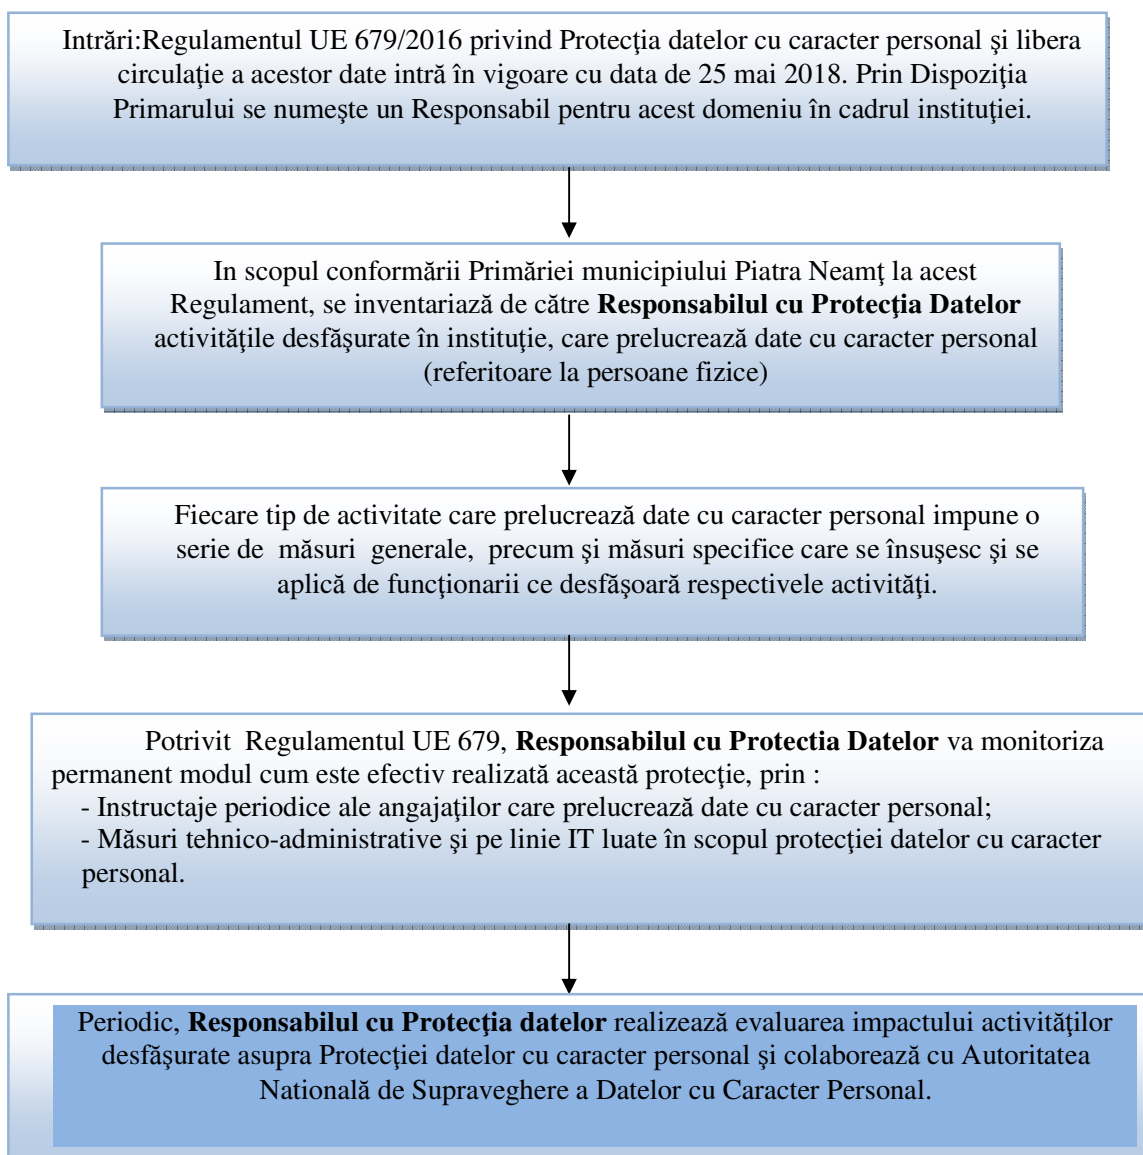 Intrări:Regulamentul UE 679/2016 privind Protecţia datelor cu caracter personal şi libera
circulaţie a acestor date intră în vigoare cu data de 25 mai 2018. Prin Dispoziţia
Primarului se numeşte un Responsabil pentru acest domeniu în cadrul instituţiei.
In scopul conformării Primăriei municipiului Piatra Neamţ la acest
Regulament, se inventariază de către Responsabilul cu Protecţia Datelor
activităţile desfăşurate în instituţie, care prelucrează date cu caracter personal
(referitoare la persoane fizice)
Fiecare tip de activitate care prelucrează date cu caracter personal impune o
serie de măsuri generale, precum şi măsuri specifice care se însuşesc şi se
aplică de funcţionarii ce desfăşoară respectivele activităţi.
Potrivit Regulamentul UE 679, Responsabilul cu Protectia Datelor va monitoriza
permanent modul cum este efectiv realizată această protecţie, prin :
- Instructaje periodice ale angajaţilor care prelucrează date cu caracter personal;
- Măsuri tehnico-administrative şi pe linie IT luate în scopul protecţiei datelor cu caracter
personal.
Periodic, Responsabilul cu Protecţia datelor realizează evaluarea impactului activităţilor
desfăşurate asupra Protecţiei datelor cu caracter personal şi colaborează cu Autoritatea
Naţională de Supraveghere a Datelor cu Caracter Personal.